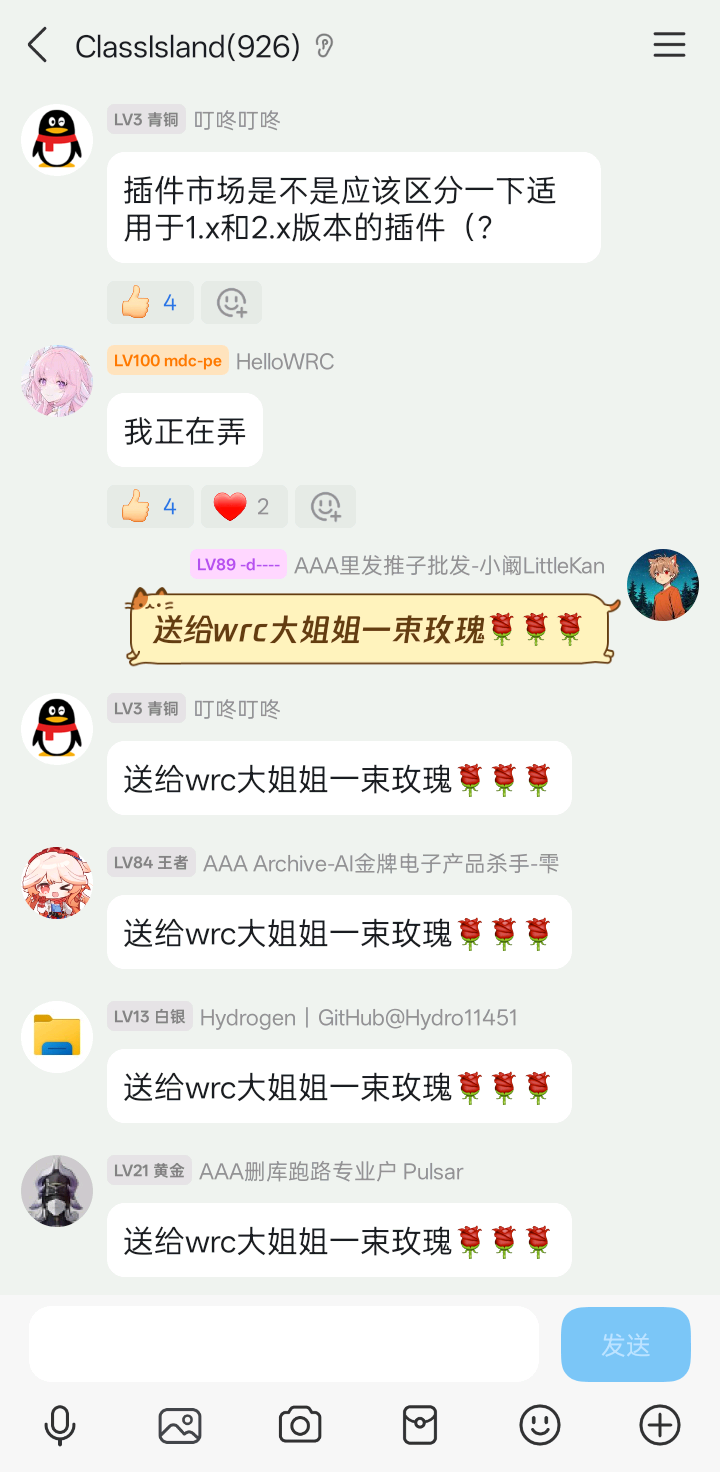 ClassIsland(926)
LV3 青铜 叮咚叮咚
插件市场是不是应该区分一下适
用于1.x和2.x版本的插件（?
4
LV100 mdc-pe HelloWRC
我正在弄
4 2
LV89 -d---- AAA里发推子批发-小阚LittleKan
送给wrc大姐姐一束玫瑰🌹🌹🌹
LV3 青铜 叮咚叮咚
送给wrc大姐姐一束玫瑰🌹🌹🌹
LV84 王者 AAA Archive-AI金牌电子产品杀手-雫
送给wrc大姐姐一束玫瑰🌹🌹🌹
LV13 白银 Hydrogen｜GitHub@Hydro11451
送给wrc大姐姐一束玫瑰🌹🌹🌹
LV21 黄金 AAA删库跑路专业户 Pulsar
送给wrc大姐姐一束玫瑰🌹🌹🌹
发送